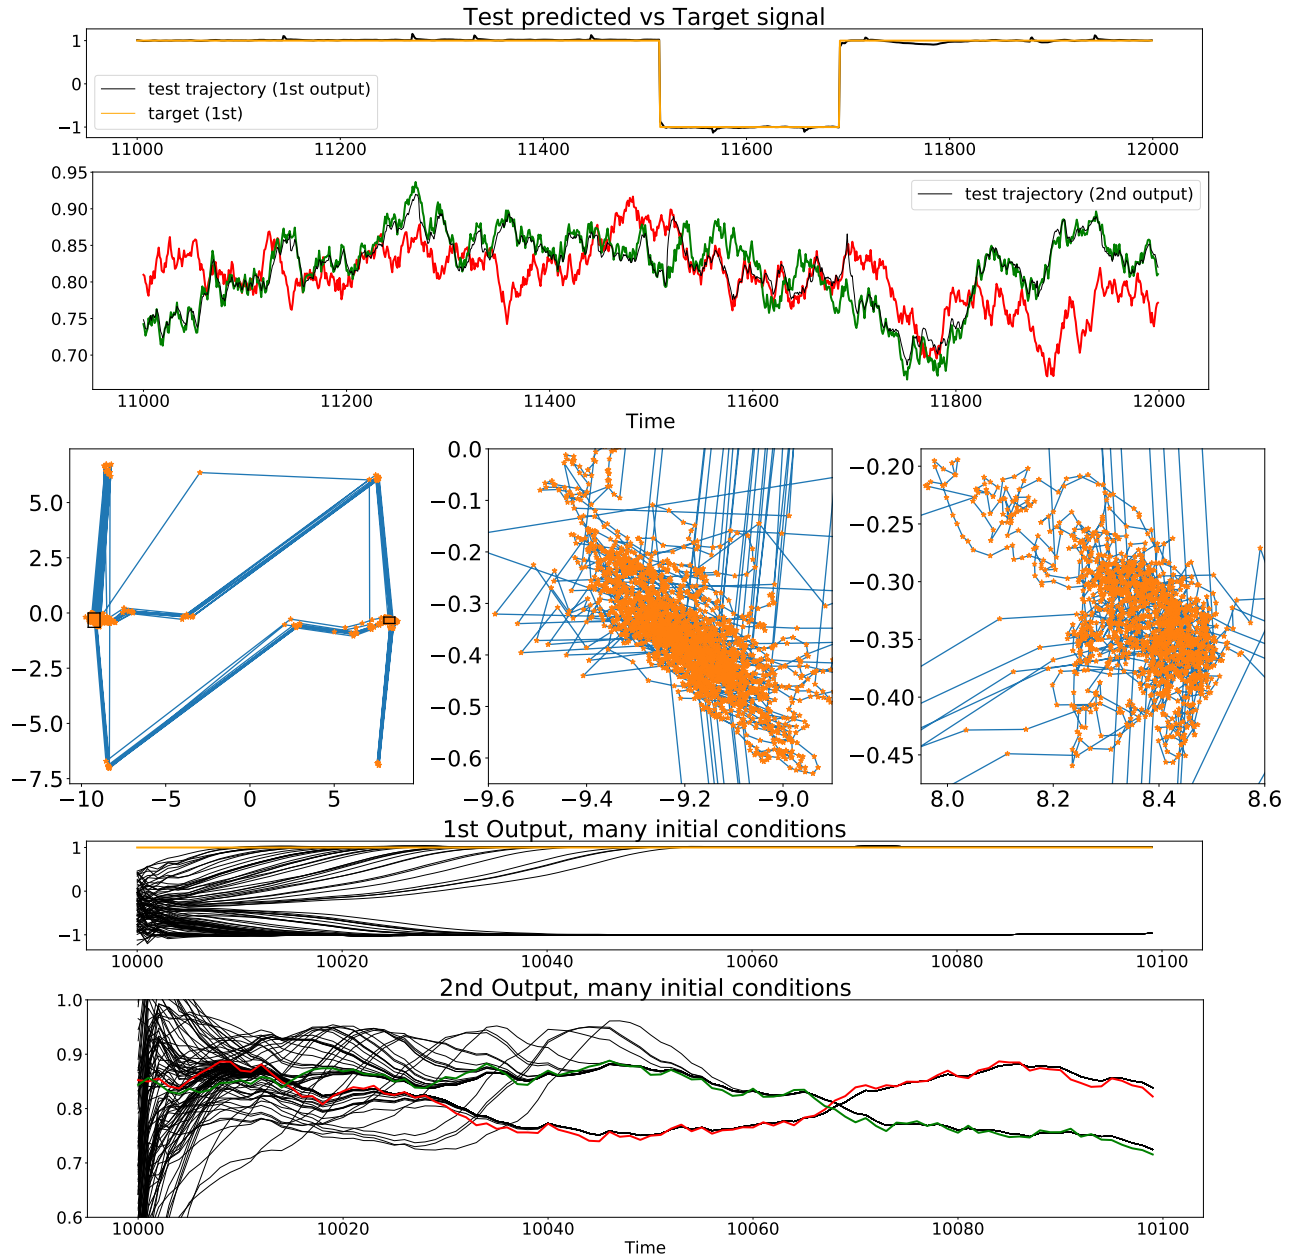 Test predicted vs Target signal
1
0
−1
test trajectory (1st output)
target (1st)
11000 11200 11400 11600 11800 12000
0.95
0.90
0.85
0.80
0.75
0.70
test trajectory (2nd output)
11000 11200 11400 11600 11800 12000
Time
5.0
2.5
0.0
−2.5
−5.0
−7.5
−10 −5 0 5
0.0
−0.1
−0.2
−0.3
−0.4
−0.5
−0.6
−9.6 −9.4 −9.2 −9.0
−0.20
−0.25
−0.30
−0.35
−0.40
−0.45
8.0 8.2 8.4 8.6
1st Output, many initial conditions
1
0
−1
10000 10020 10040 10060 10080 10100
2nd Output, many initial conditions
1.0
0.9
0.8
0.7
0.6
10000 10020 10040 10060 10080 10100
Time